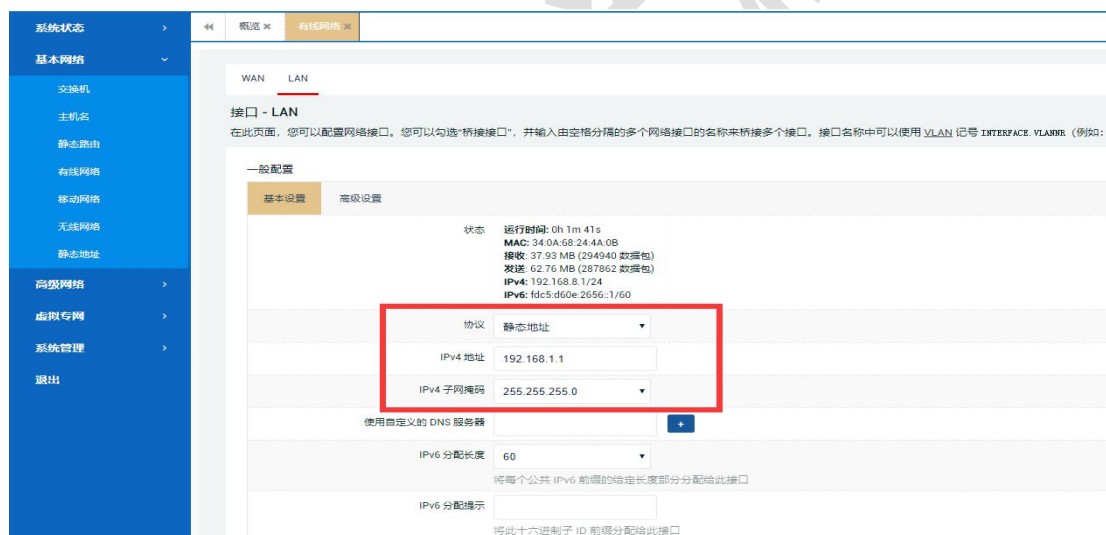 系统状态
基本网络
交换机
主机名
静态路由
有线网络
移动网络
无线网络
静态地址
高级网络
虚拟专网
系统管理
退出
概览 ×
有线网络 ×
WAN LAN
接口 - LAN
在此页面，您可以配置网络接口。您可以勾选“桥接接口”，并输入由空格分隔的多个网络接口的名称来桥接多个接口。接口名称中可以使用 VLAN 记号 INTERFACE.VLANNR（例如：
一般配置
基本设置 高级设置
状态 运行时间: 0h 1m 41s
MAC: 34:0A:68:24:4A:0B
接收: 37.93 MB (294940 数据包)
发送: 62.76 MB (287862 数据包)
IPv4: 192.168.8.1/24
IPv6: fdc5:d60e:2656::1/60
协议 静态地址
IPv4 地址 192.168.1.1
IPv4 子网掩码 255.255.255.0
使用自定义的 DNS 服务器 +
IPv6 分配长度 60
将每个公共 IPv6 前缀的给定长度部分分配给此接口
IPv6 分配提示
将此十六进制子 ID 前缀分配给此接口